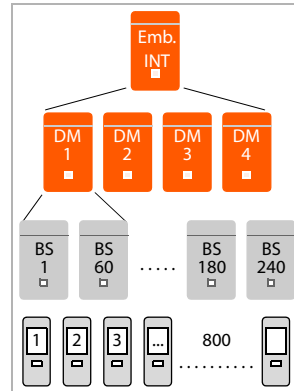 Emb.
INT
DM 1 DM 2 DM 3 DM 4
BS 1 BS 60 ..... BS 180 BS 240
1 2 3 ... 800 ..........